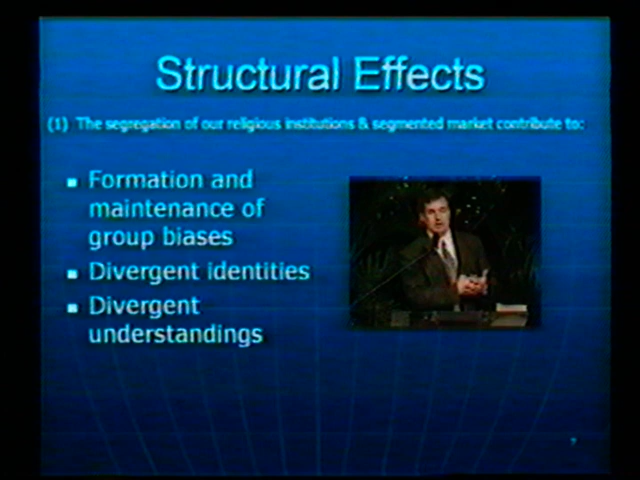 Structural Effects
(1) The segregation of our religious institutions & segmented market contribute to:
Formation and
maintenance of
group biases
Divergent identities
Divergent
understandings